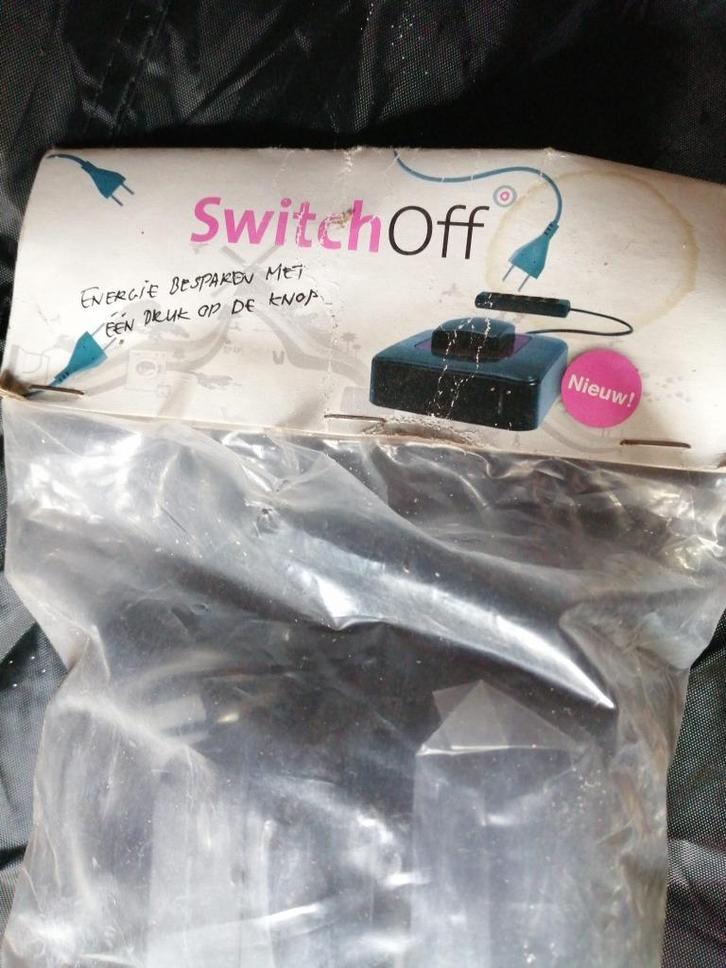 SwitchOff
ENERGIE BESPAREN MET
ÉÉN DRUK OP DE KNOP
Nieuw!